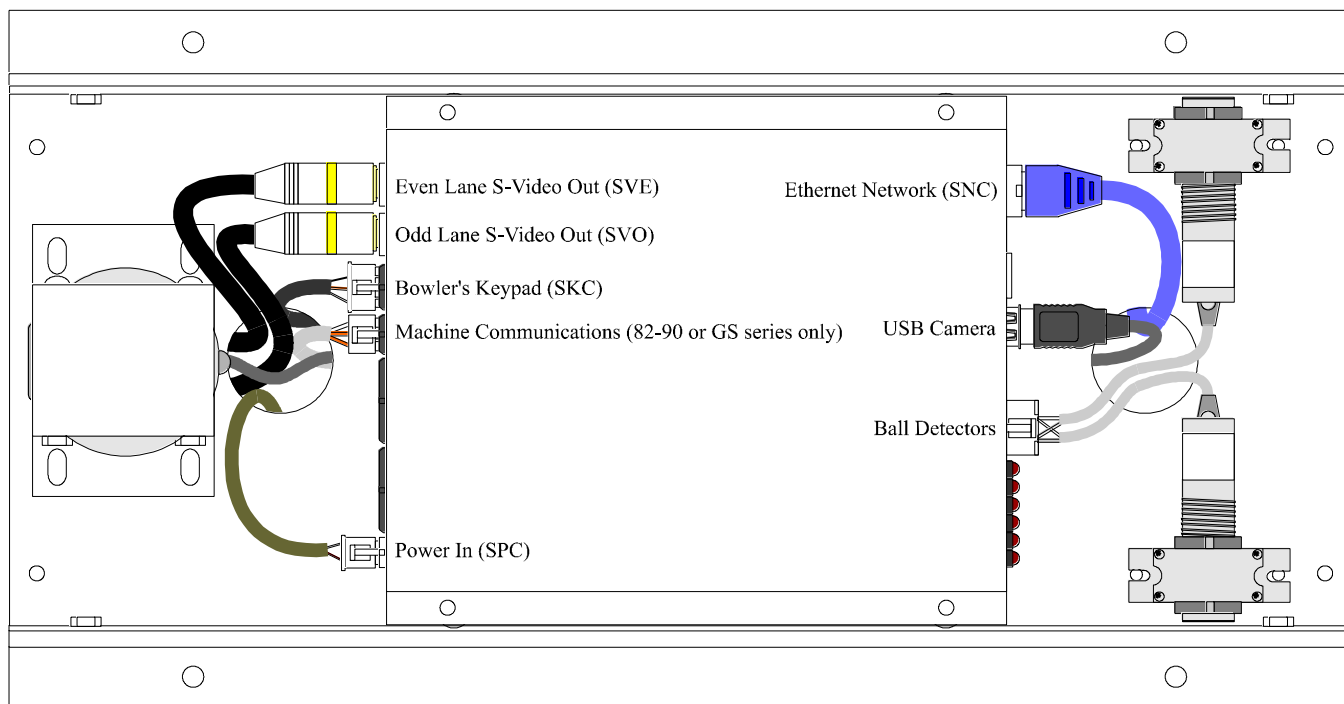 Even Lane S-Video Out (SVE)
Odd Lane S-Video Out (SVO)
Bowler's Keypad (SKC)
Machine Communications (82-90 or GS series only)
Power In (SPC)
Ethernet Network (SNC)
USB Camera
Ball Detectors